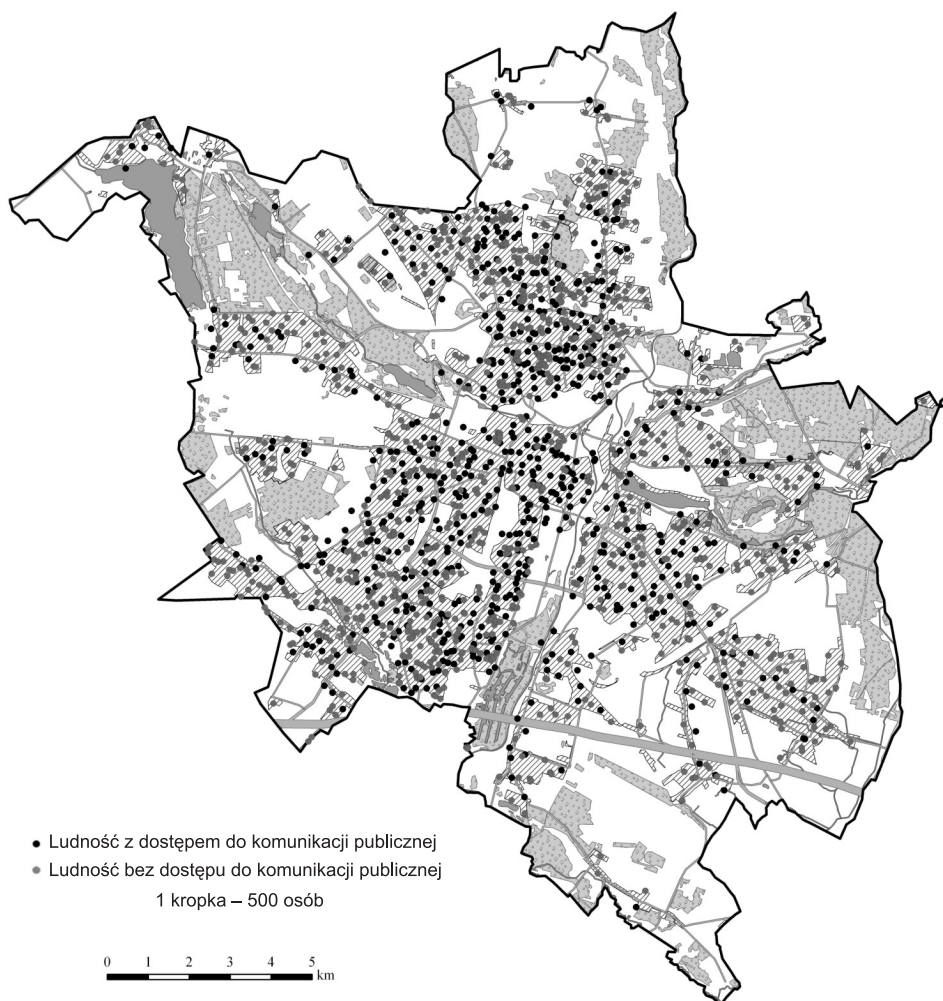 Ludność z dostępem do komunikacji publicznej
Ludność bez dostępu do komunikacji publicznej
1 kropka – 500 osób
0 1 2 3 4 5
km